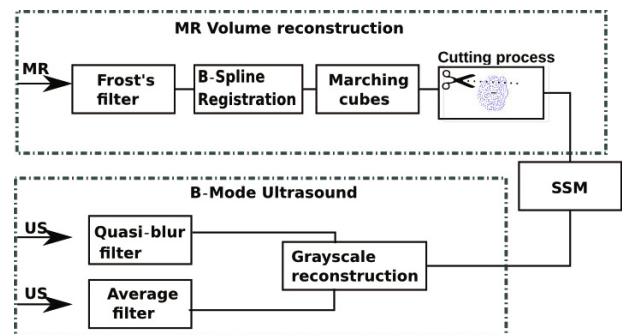 MR Volume reconstruction
MR
Frost's
filter
B-Spline
Registration
Marching
cubes
Cutting process
SSM
B-Mode Ultrasound
US
Quasi-blur
filter
Grayscale
reconstruction
US
Average
filter